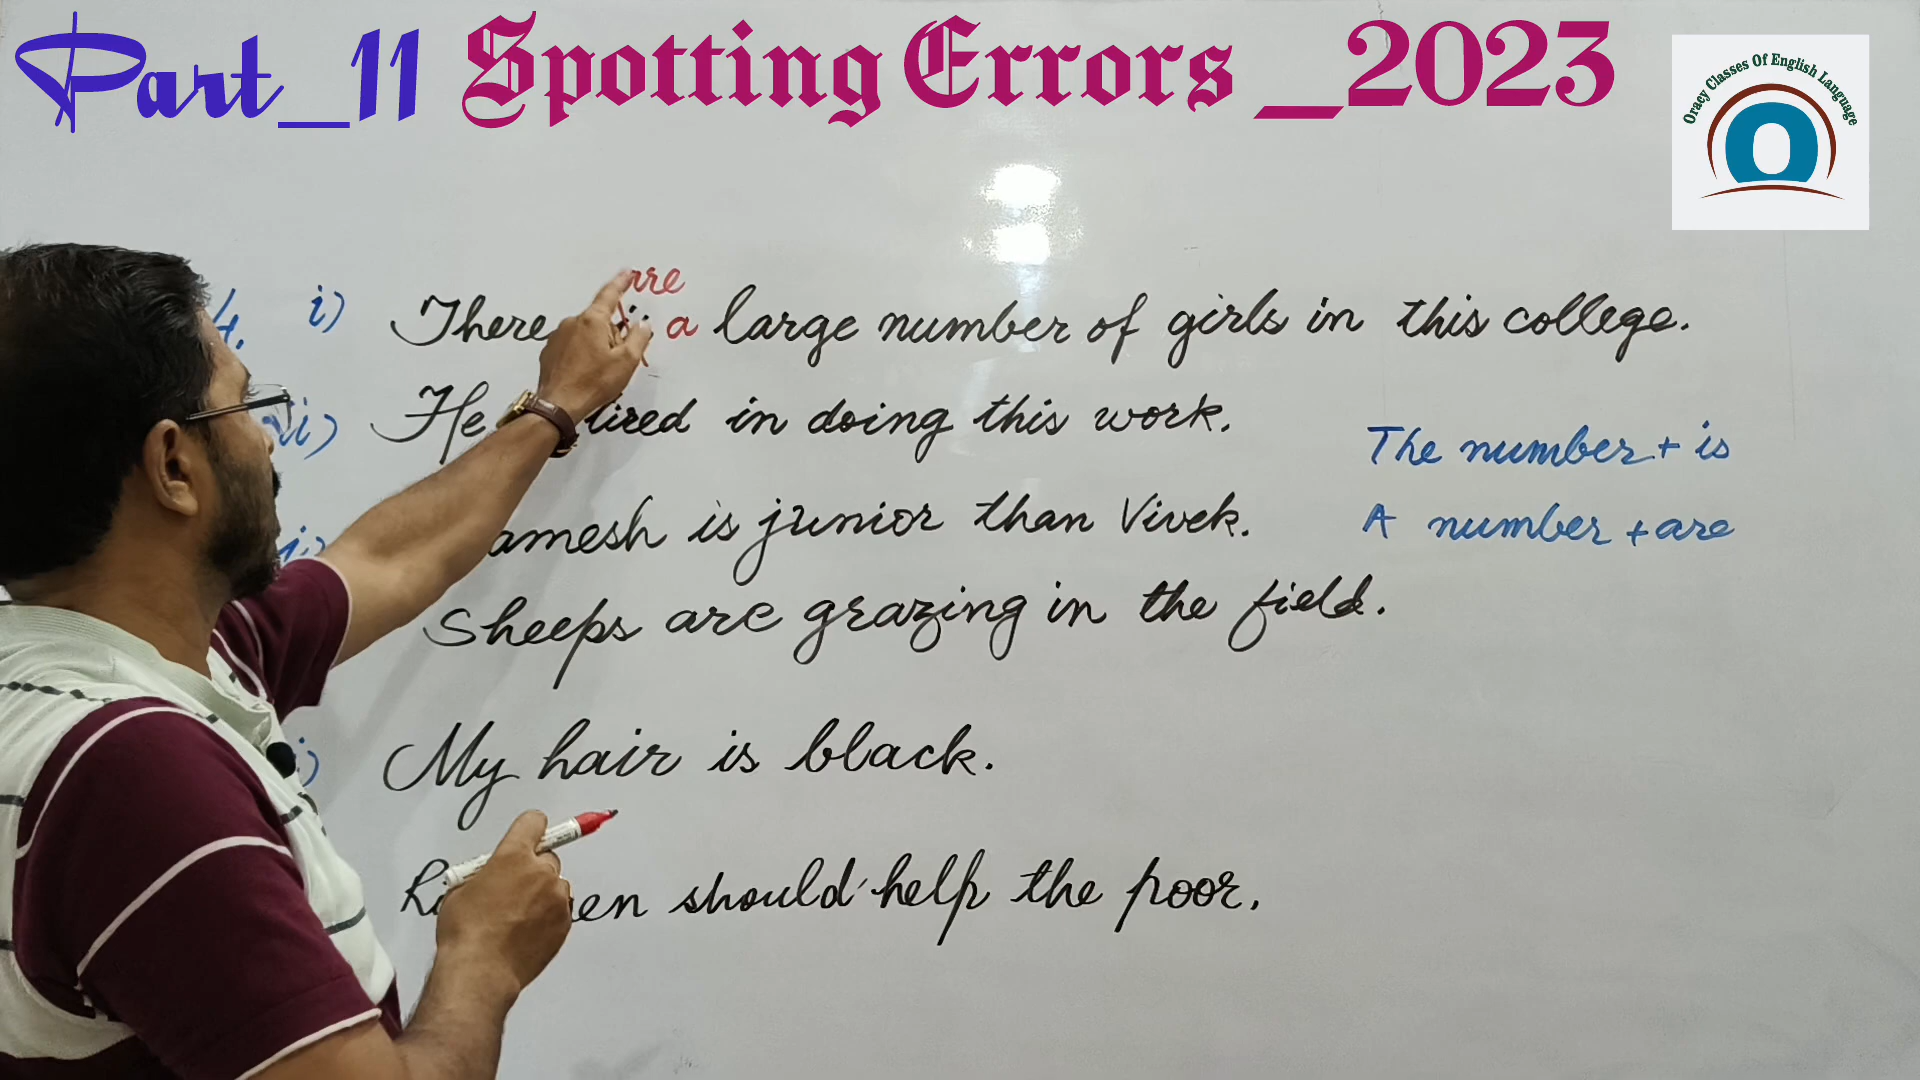 Part_11 Spotting Errors _2023
Oracy Classes Of English Language
O
are
4. i) There a large number of girls in this college.
ii) He tired in doing this work.
amesh is junior than Vivek.
The number + is
A number + are
Sheeps are grazing in the field.
My hair is black.
should help the poor.